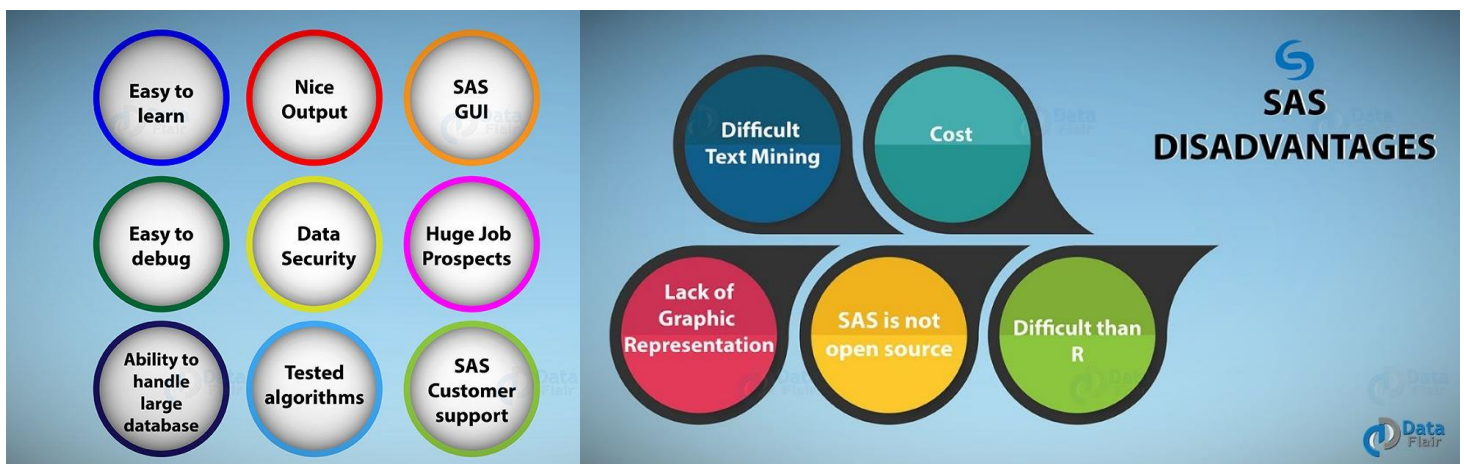 Easy to
learn
Nice
Output
SAS
GUI
Easy to
debug
Data
Security
Huge Job
Prospects
Ability to
handle
large
database
Tested
algorithms
SAS
Customer
support
SAS
DISADVANTAGES
Difficult
Text Mining
Cost
Lack of
Graphic
Representation
SAS is not
open source
Difficult than
R
Data
Flair